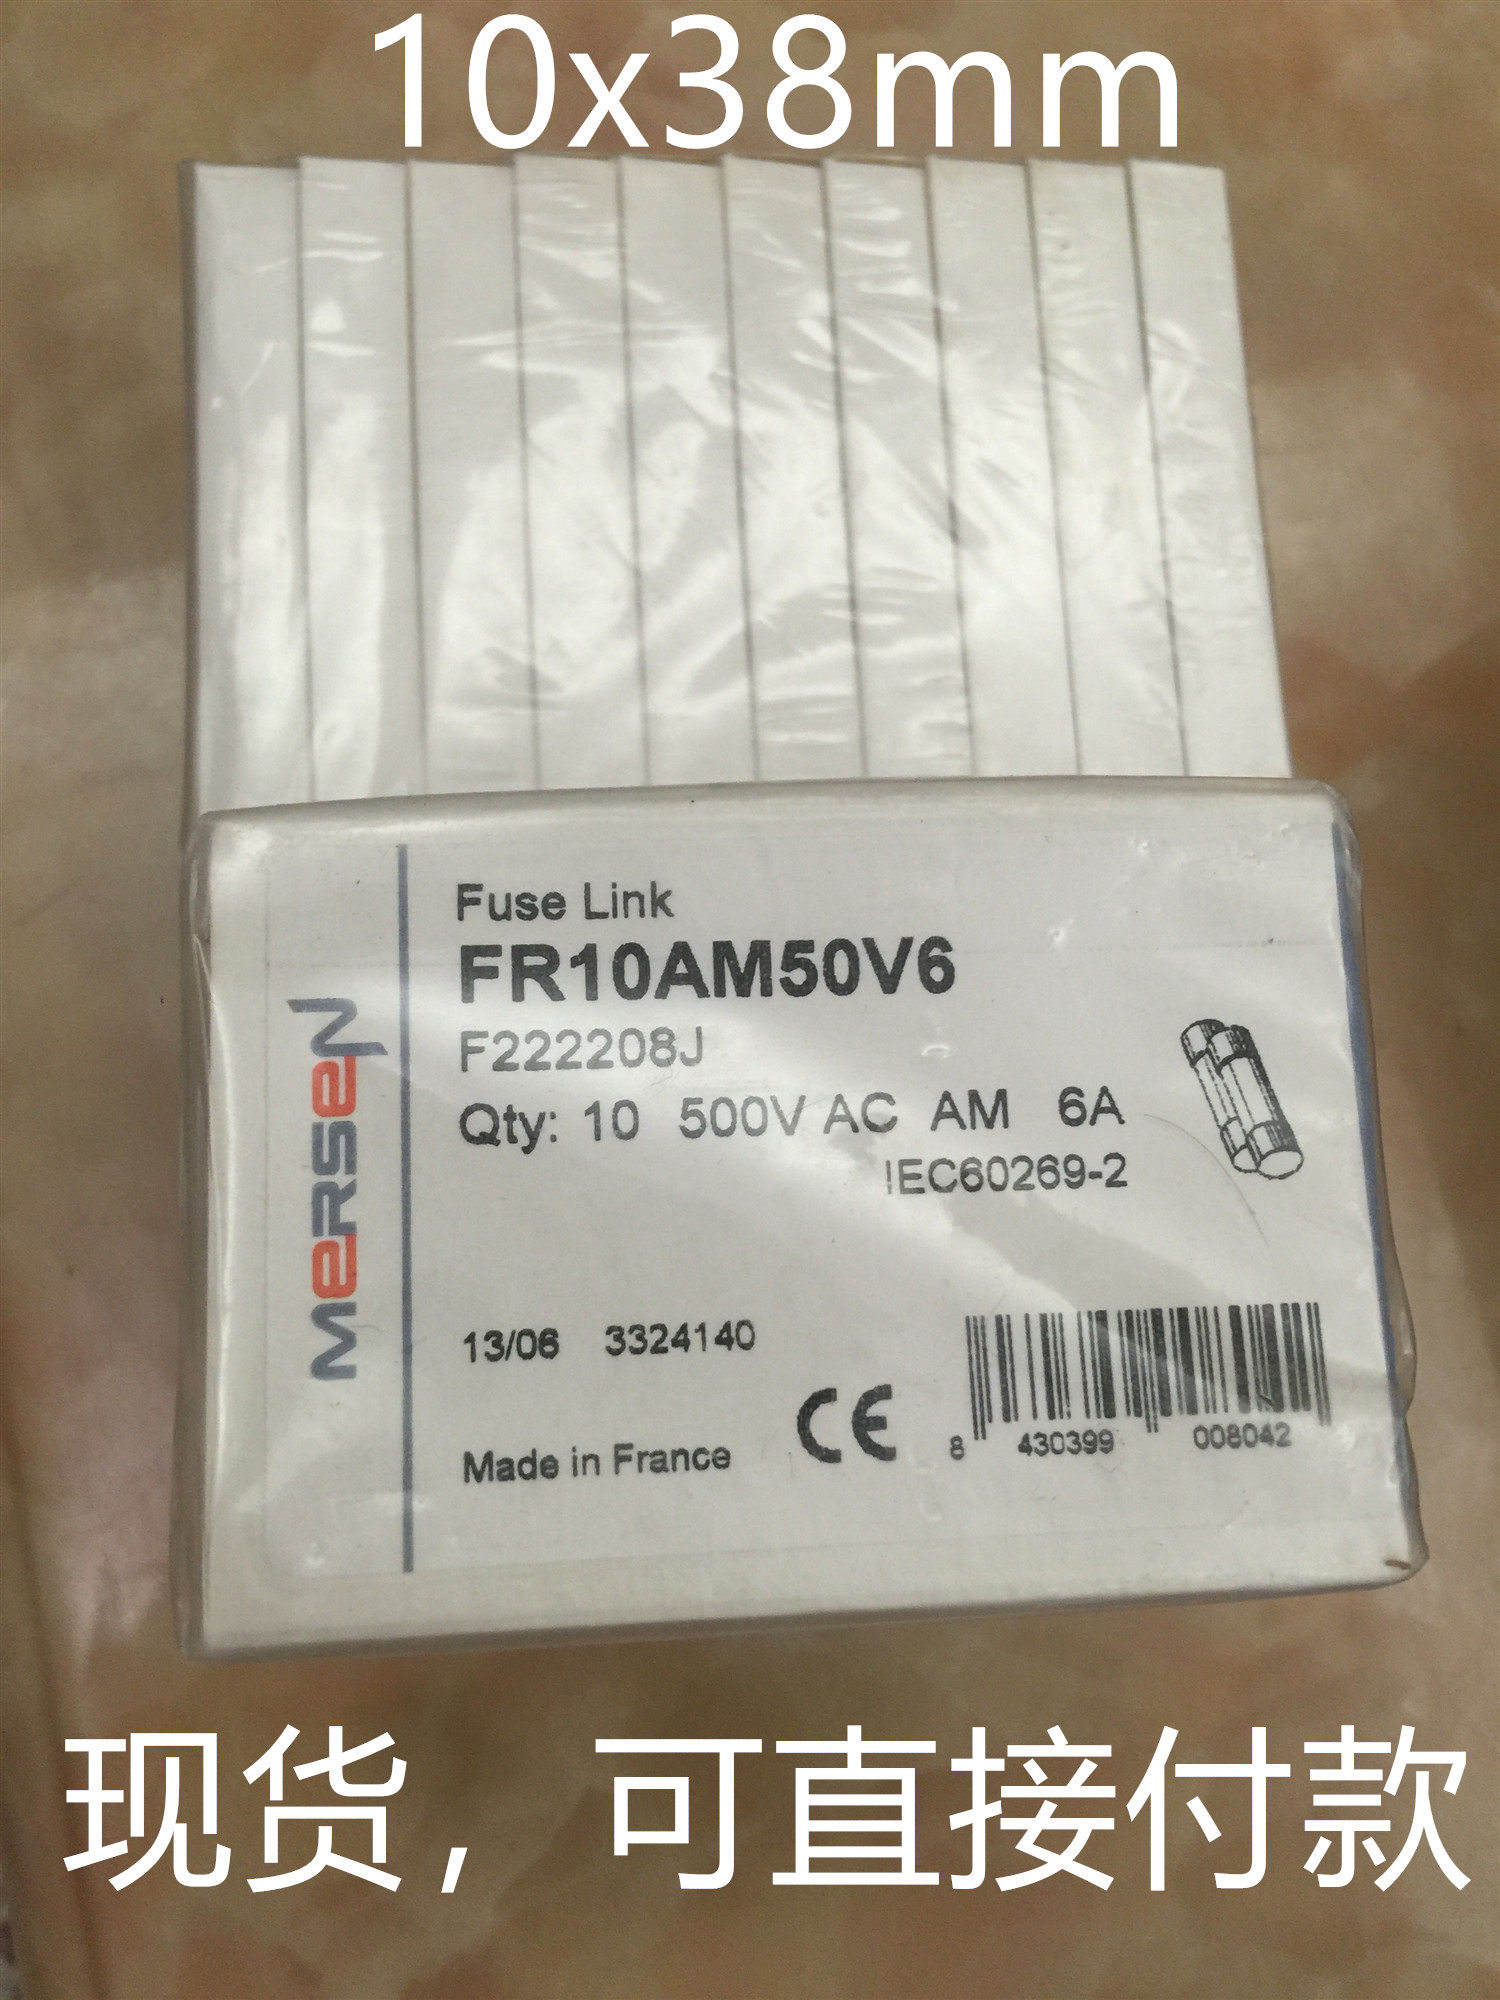 10x38mm
MERSEN
Fuse Link
FR10AM50V6
F222208J
Qty: 10 500V AC AM 6A
IEC60269-2
13/06 3324140
Made in France
CE
8 430399 008042
现货，可直接付款